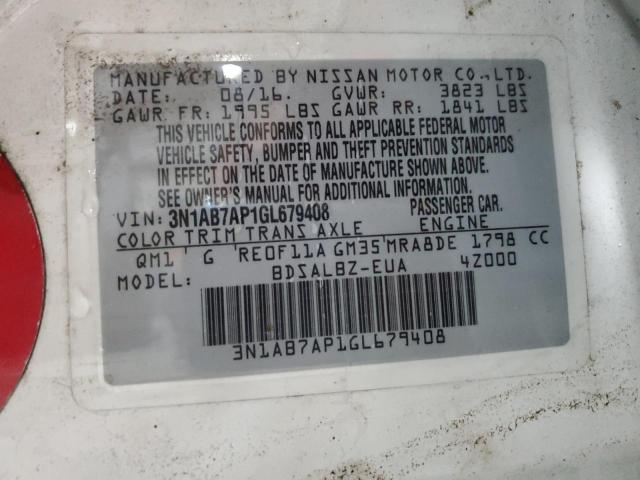 MANUFACTURED BY NISSAN MOTOR CO.,LTD.
DATE: 08/16. GVWR: 3823 LBS
GAWR FR: 1995 LBS GAWR RR: 1841 LBS
THIS VEHICLE CONFORMS TO ALL APPLICABLE FEDERAL MOTOR
VEHICLE SAFETY, BUMPER AND THEFT PREVENTION STANDARDS
IN EFFECT ON THE DATE OF MANUFACTURE SHOWN ABOVE.
SEE OWNER'S MANUAL FOR ADDITIONAL INFORMATION.
VIN: 3N1AB7AP1GL679408 PASSENGER CAR.
COLOR TRIM TRANS AXLE ENGINE
QM1 G RE0F11A GM35 MRA8DE 1798 CC
MODEL: BDSALBZ-EUA 4Z000
3N1AB7AP1GL679408